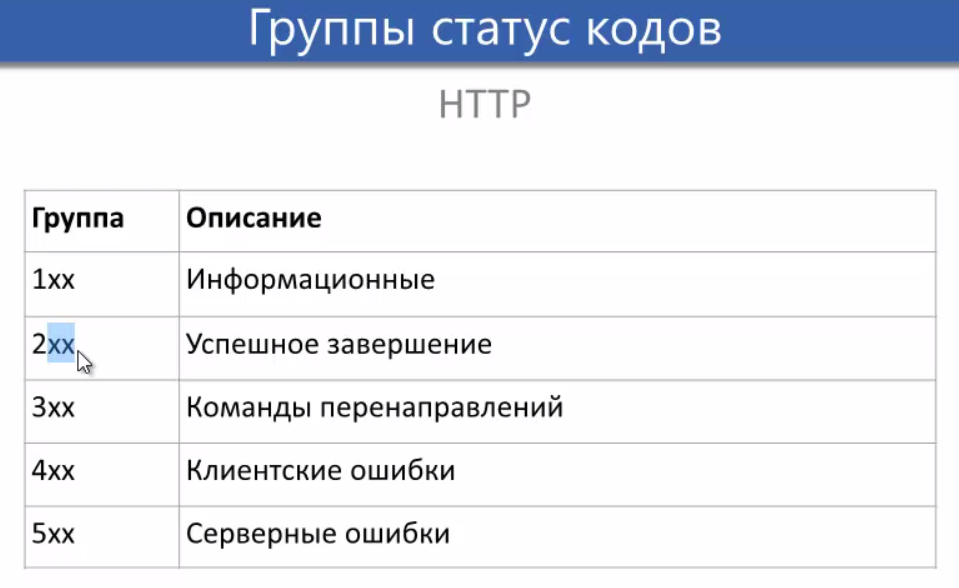 Группы статус кодов
HTTP
Группа Описание
1xx Информационные
2xx Успешное завершение
3xx Команды перенаправлений
4xx Клиентские ошибки
5xx Серверные ошибки